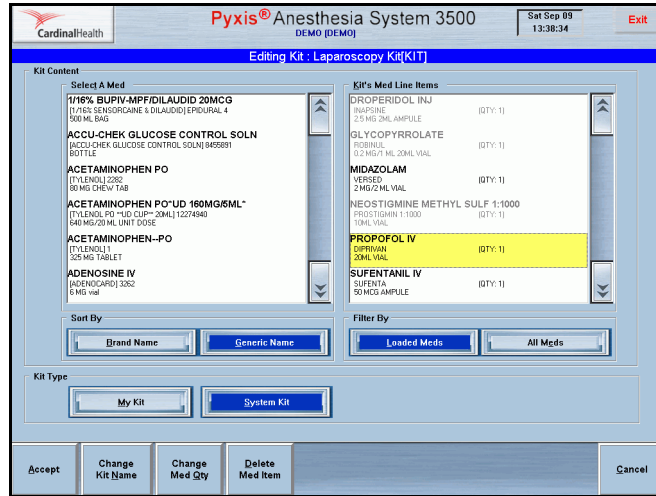 CardinalHealth
Pyxis® Anesthesia System 3500
DEMO (DEMO)
Sat Sep 09
13:38:34
Exit
Editing Kit : Laparoscopy Kit[KIT]
Kit Content
Select A Med
1/16% BUPIV-MPF/DILAUDID 20MCG
[1/16% SENSORCAINE & DILAUDID] EPIDURAL 4
500 ML BAG
ACCU-CHEK GLUCOSE CONTROL SOLN
[ACCU-CHEK GLUCOSE CONTROL SOLN] 8455891
BOTTLE
ACETAMINOPHEN PO
[TYLENOL] 2282
80 MG CHEW TAB
ACETAMINOPHEN PO*UD 160MG/5ML*
[TYLENOL PO **UD CUP** 20ML] 12274940
640 MG/20 ML UNIT DOSE
ACETAMINOPHEN--PO
[TYLENOL] 1
325 MG TABLET
ADENOSINE IV
[ADENOCARD] 3262
6 MG vial
Kit's Med Line Items
DROPERIDOL INJ
INAPSINE (QTY: 1)
2.5 MG 2ML AMPULE
GLYCOPYRROLATE
ROBINUL (QTY: 1)
0.2 MG/1 ML 20ML VIAL
MIDAZOLAM
VERSED (QTY: 1)
2 MG/2 ML VIAL
NEOSTIGMINE METHYL SULF 1:1000
PROSTIGMIN 1:1000 (QTY: 1)
10ML VIAL
PROPOFOL IV
DIPRIVAN (QTY: 1)
20ML VIAL
SUFENTANIL IV
SUFENTA (QTY: 1)
50 MCG AMPULE
Sort By
Brand Name
Generic Name
Filter By
Loaded Meds
All Meds
Kit Type
My Kit
System Kit
Accept
Change Kit Name
Change Med Qty
Delete Med Item
Cancel